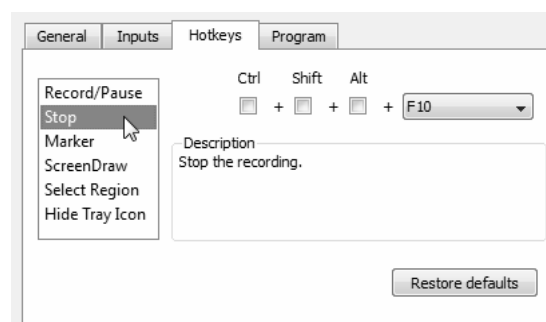 General Inputs Hotkeys Program
Ctrl Shift Alt
+ + + F10
Record/Pause
Stop
Marker
ScreenDraw
Select Region
Hide Tray Icon
Description
Stop the recording.
Restore defaults